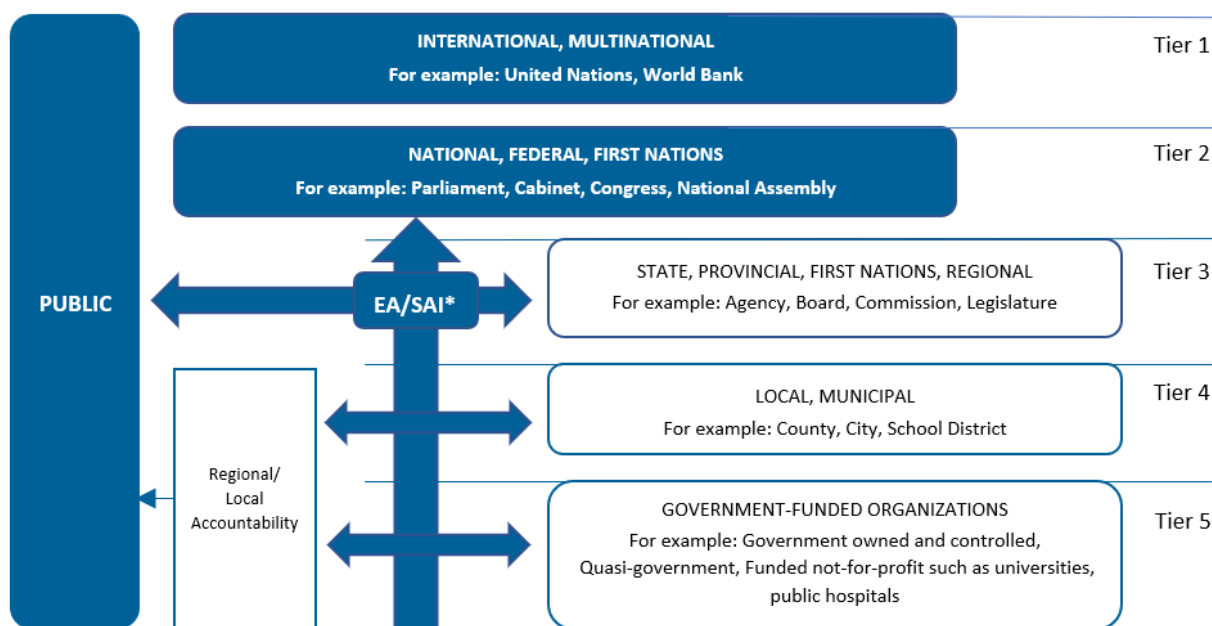 INTERNATIONAL, MULTINATIONAL
For example: United Nations, World Bank
Tier 1
NATIONAL, FEDERAL, FIRST NATIONS
For example: Parliament, Cabinet, Congress, National Assembly
Tier 2
PUBLIC
EA/SAI*
STATE, PROVINCIAL, FIRST NATIONS, REGIONAL
For example: Agency, Board, Commission, Legislature
Tier 3
LOCAL, MUNICIPAL
For example: County, City, School District
Tier 4
Regional/
Local
Accountability
GOVERNMENT-FUNDED ORGANIZATIONS
For example: Government owned and controlled,
Quasi-government, Funded not-for-profit such as universities,
public hospitals
Tier 5